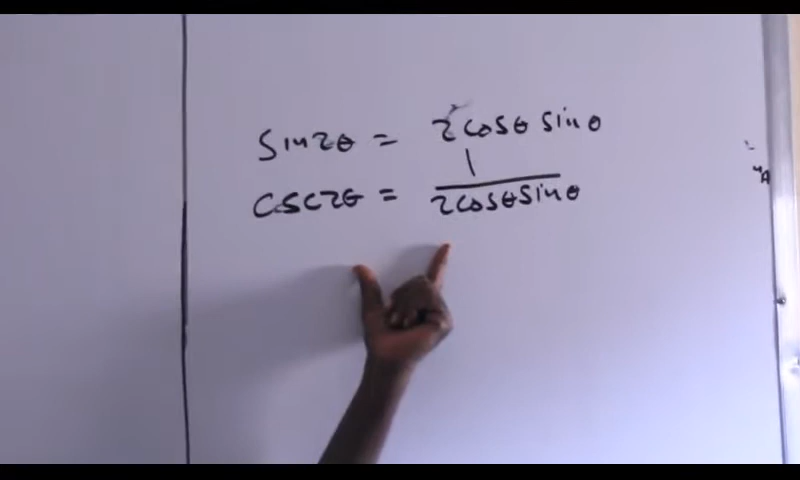 sin2θ = 2cosθ sinθ
csc2θ = 1/2cosθsinθ